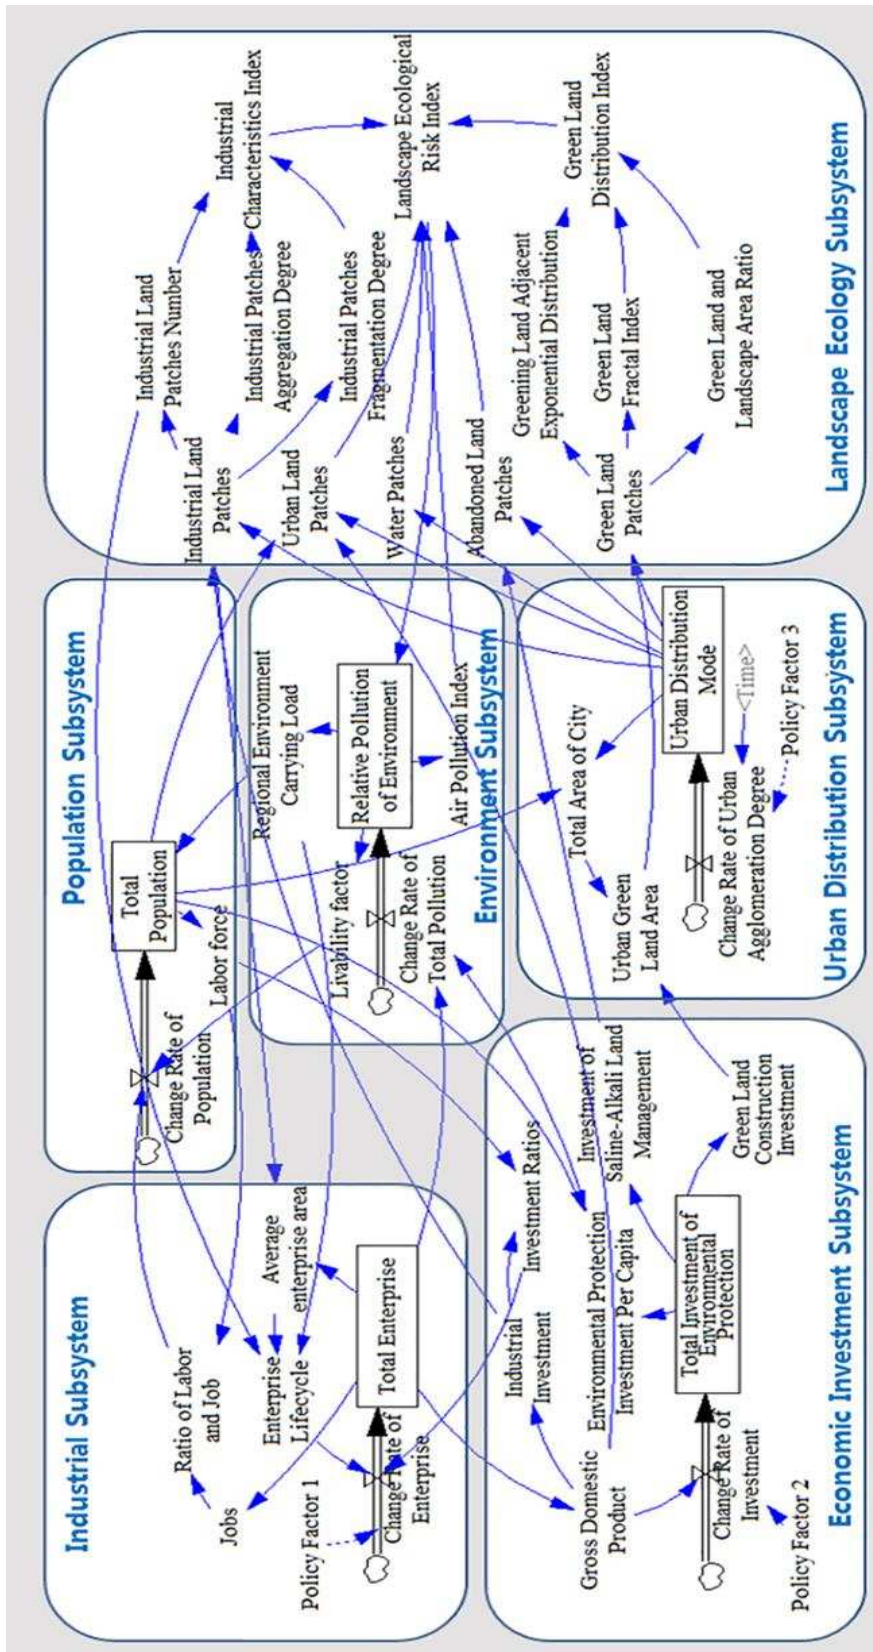 Industrial Subsystem
Ratio of Labor
and Job
Jobs
Enterprise
Lifecycle
Average
enterprise area
Policy Factor 1
Change Rate of
Enterprise
Total Enterprise
Population Subsystem
Total
Population
Change Rate of
Population
Labor force
Regional Environment
Carrying Load
Livability factor
Relative Pollution
of Environment
Change Rate of
Total Pollution
Air Pollution Index
Environment Subsystem
Industrial
Investment
Investment Ratios
Environmental Protection
Investment Per Capita
Investment of
Saline-Alkali Land
Management
Gross Domestic
Product
Total Investment of
Environmental
Protection
Green Land
Construction
Investment
Change Rate of
Investment
Policy Factor 2
Economic Investment Subsystem
Total Area of City
Urban Green
Land Area
Urban Distribution
Mode
<Time>
Change Rate of Urban
Agglomeration Degree
Policy Factor 3
Urban Distribution Subsystem
Industrial Land
Patches Number
Industrial
Characteristics Index
Industrial Land
Patches
Industrial Patches
Aggregation Degree
Urban Land
Patches
Industrial Patches
Fragmentation Degree
Landscape Ecological
Risk Index
Water Patches
Abandoned Land
Patches
Greening Land Adjacent
Exponential Distribution
Green Land
Distribution Index
Green Land
Patches
Green Land
Fractal Index
Green Land and
Landscape Area Ratio
Landscape Ecology Subsystem